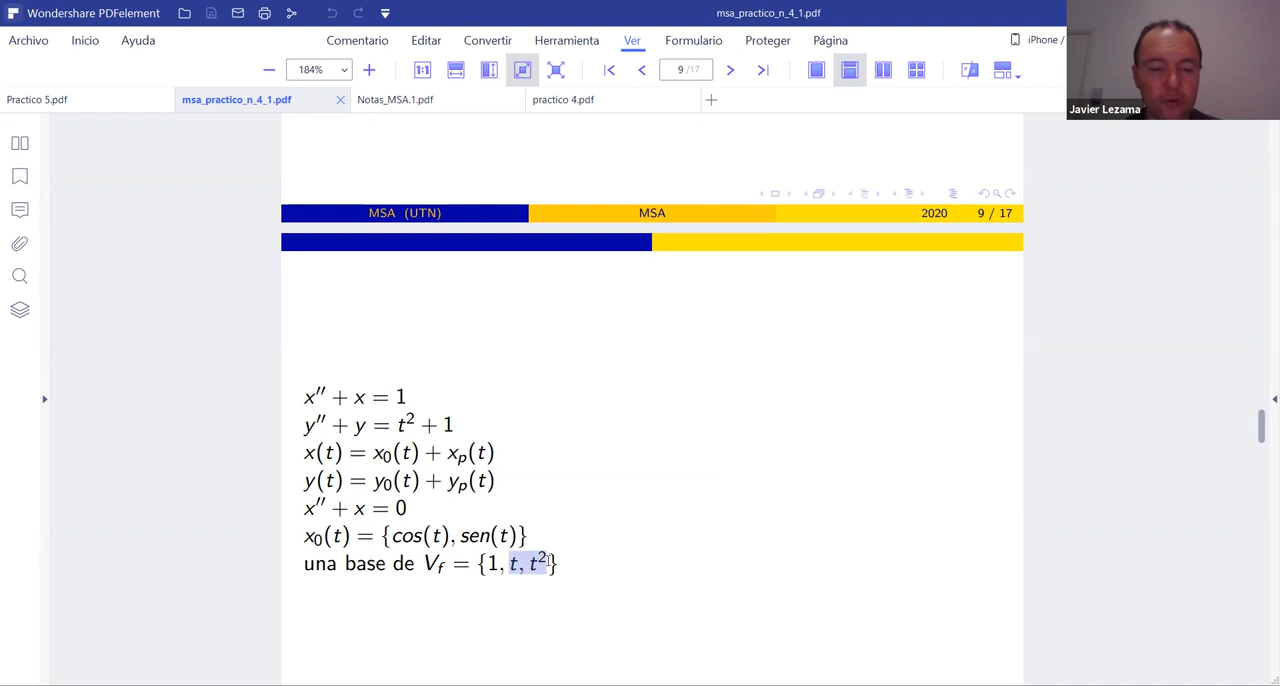 Wondershare PDFelement
msa_practico_n_4_1.pdf
Archivo Inicio Ayuda Comentario Editar Convertir Herramienta Ver Formulario Proteger Página iPhone /
184% 9 /17
Practico 5.pdf msa_practico_n_4_1.pdf Notas_MSA.1.pdf practico 4.pdf
Javier Lezama
MSA (UTN) MSA 2020 9 / 17
x″ + x = 1
y″ + y = t² + 1
x(t) = x₀(t) + xₚ(t)
y(t) = y₀(t) + yₚ(t)
x″ + x = 0
x₀(t) = {cos(t), sen(t)}
una base de V_f = {1, t, t²}